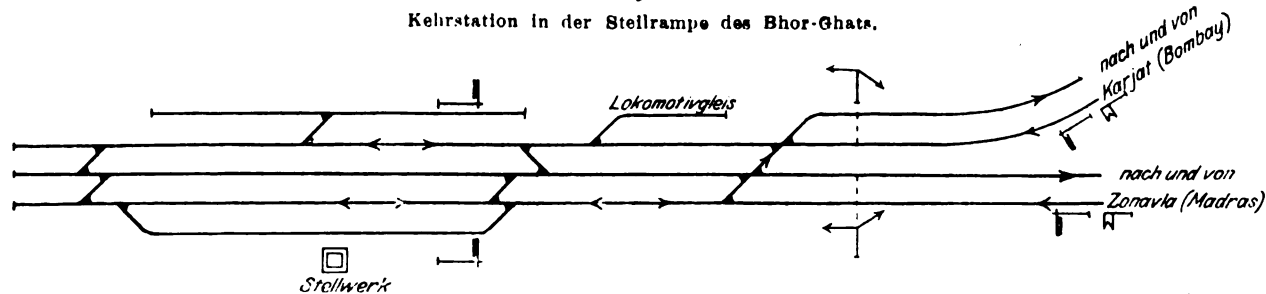 Kehrstation in der Steilrampe des Bhor-Ghats.
nach und von
Karjat (Bombay)
Lokomotivgleis
nach und von
Zonavla (Madras)
Stellwerk